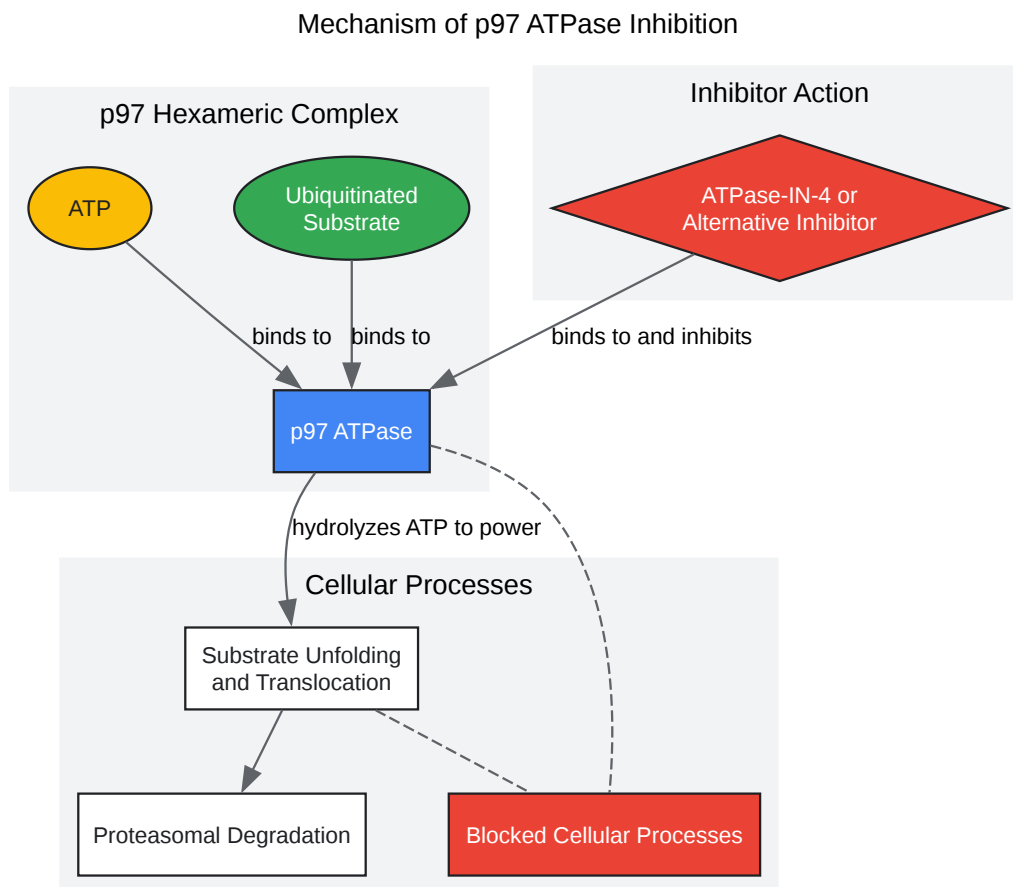 Mechanism of p97 ATPase Inhibition
p97 Hexameric Complex
Inhibitor Action
ATP
Ubiquitinated
Substrate
ATPase-IN-4 or
Alternative Inhibitor
binds to
binds to
binds to and inhibits
p97 ATPase
hydrolyzes ATP to power
Cellular Processes
Substrate Unfolding
and Translocation
Proteasomal Degradation
Blocked Cellular Processes